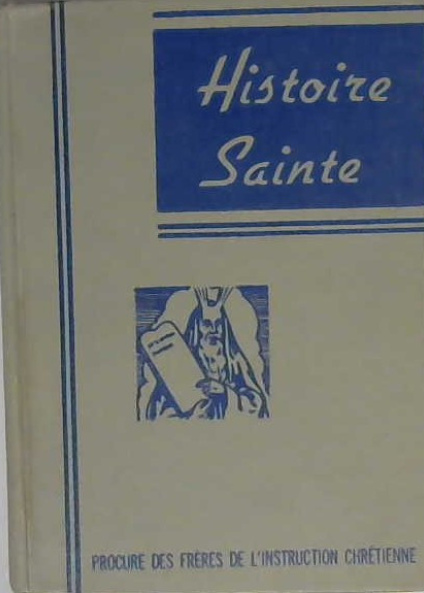 Histoire
Sainte
PROCURE DES FRÈRES DE L'INSTRUCTION CHRÉTIENNE